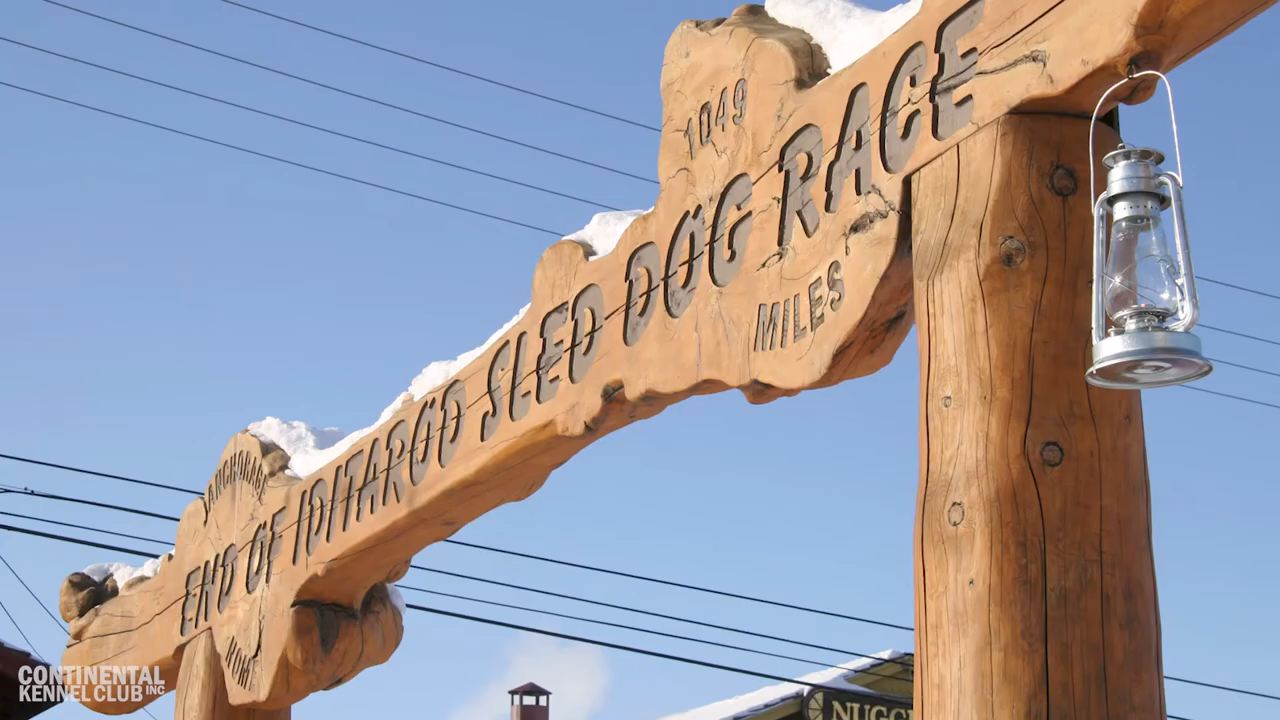 ANCHORAGE
1049
END OF IDITAROD SLED DOG RACE
MILES
NOME
CONTINENTAL
KENNEL CLUB INC